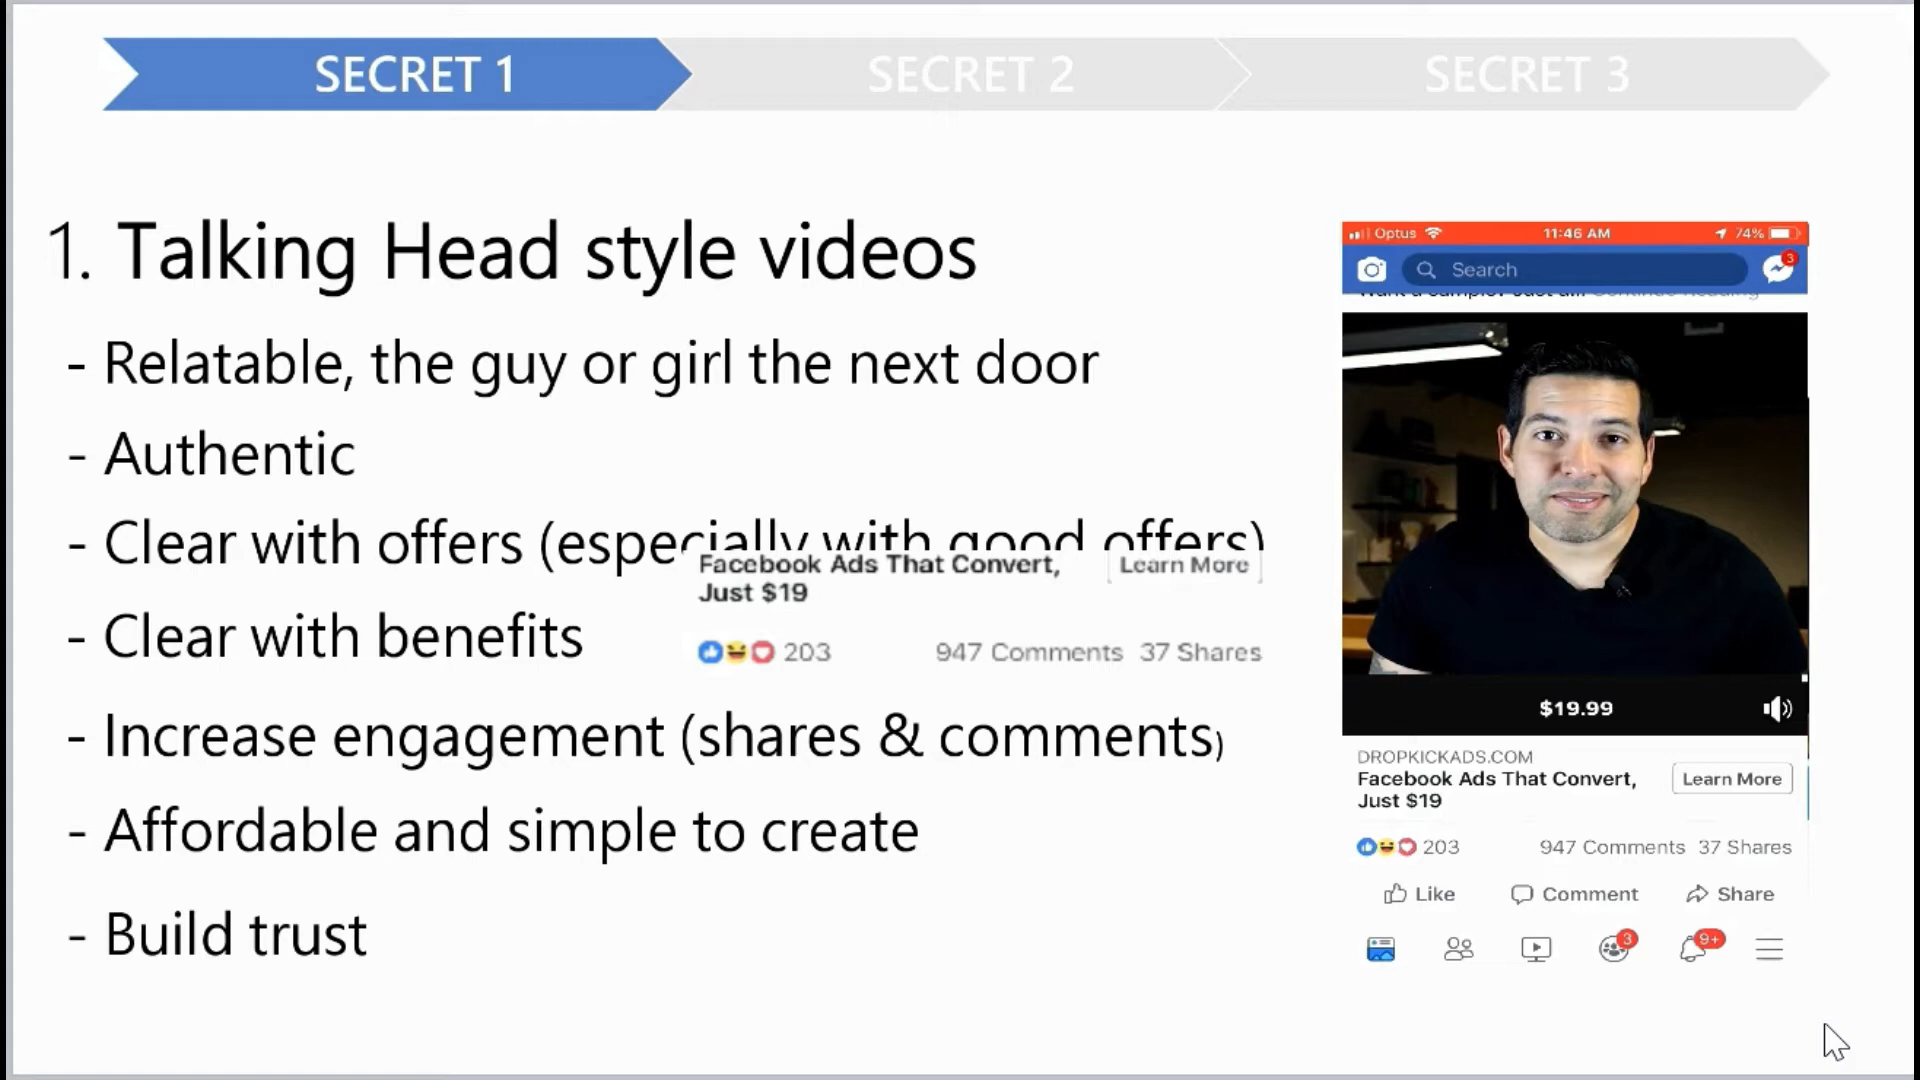 SECRET 1
SECRET 2
SECRET 3
1. Talking Head style videos
- Relatable, the guy or girl the next door
- Authentic
- Clear with offers (especially with good offers)
Facebook Ads That Convert,
Just $19
Learn More
- Clear with benefits
203
947 Comments 37 Shares
- Increase engagement (shares & comments)
- Affordable and simple to create
- Build trust
Optus
11:46 AM
74%
Search
3
$19.99
DROPKICKADS.COM
Facebook Ads That Convert,
Just $19
Learn More
203
947 Comments 37 Shares
Like
Comment
Share
3
9+